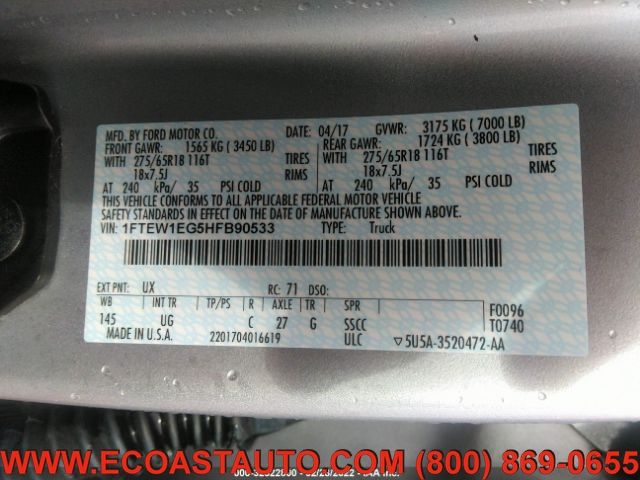 MFD. BY FORD MOTOR CO. DATE: 04/17 GVWR: 3175 KG ( 7000 LB)
FRONT GAWR: 1565 KG ( 3450 LB) REAR GAWR: 1724 KG ( 3800 LB)
WITH 275/65R18 116T TIRES WITH 275/65R18 116T TIRES
18x7.5J RIMS 18x7.5J RIMS
AT 240 kPa/ 35 PSI COLD AT 240 kPa/ 35 PSI COLD
THIS VEHICLE CONFORMS TO ALL APPLICABLE FEDERAL MOTOR VEHICLE
SAFETY STANDARDS IN EFFECT ON THE DATE OF MANUFACTURE SHOWN ABOVE.
VIN: 1FTEW1EG5HFB90533 TYPE: Truck
EXT PNT: UX RC: 71 DSO:
WB INT TR TP/PS R AXLE TR SPR F0096
145 UG C 27 G SSCC T0740
MADE IN U.S.A. 2201704016619 ULC ▽5U5A-3520472-AA
WWW.ECOASTAUTO.COM (800) 869-0655